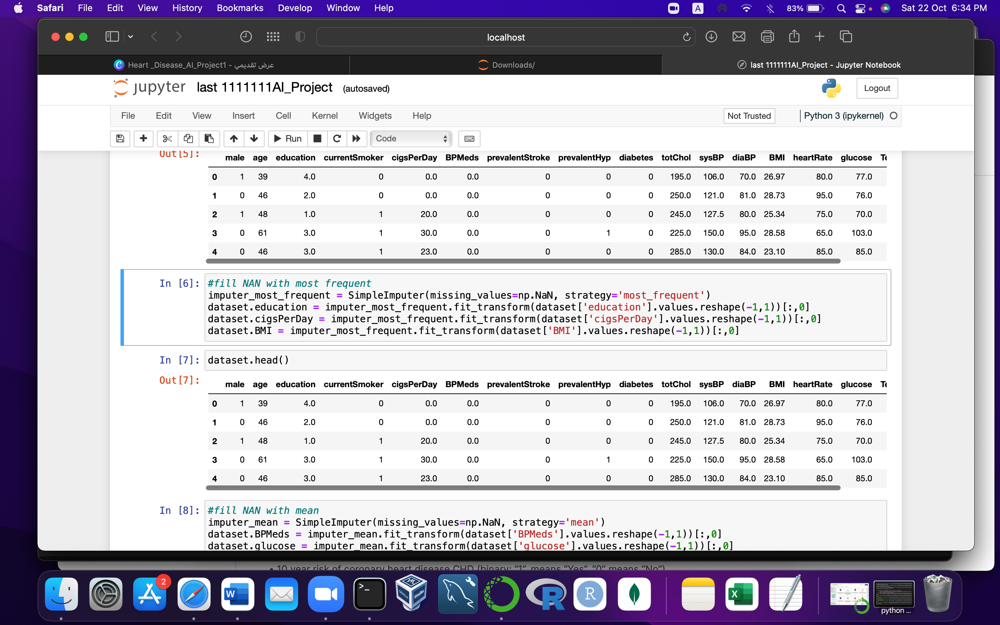 Safari File Edit View History Bookmarks Develop Window Help A 83% Sat 22 Oct 6:34 PM
localhost
Heart _Disease_AI_Project1 - عرض تقديمي Downloads/ last 1111111AI_Project - Jupyter Notebook
jupyter last 1111111AI_Project (autosaved) Logout
File Edit View Insert Cell Kernel Widgets Help Not Trusted Python 3 (ipykernel)
Run Code
Out[5]:
male age education currentSmoker cigsPerDay BPMeds prevalentStroke prevalentHyp diabetes totChol sysBP diaBP BMI heartRate glucose
0 1 39 4.0 0 0.0 0.0 0 0 0 195.0 106.0 70.0 26.97 80.0 77.0
1 0 46 2.0 0 0.0 0.0 0 0 0 250.0 121.0 81.0 28.73 95.0 76.0
2 1 48 1.0 1 20.0 0.0 0 0 0 245.0 127.5 80.0 25.34 75.0 70.0
3 0 61 3.0 1 30.0 0.0 0 1 0 225.0 150.0 95.0 28.58 65.0 103.0
4 0 46 3.0 1 23.0 0.0 0 0 0 285.0 130.0 84.0 23.10 85.0 85.0
In [6]: #fill NAN with most frequent
imputer_most_frequent = SimpleImputer(missing_values=np.NaN, strategy='most_frequent')
dataset.education = imputer_most_frequent.fit_transform(dataset['education'].values.reshape(-1,1))[:,0]
dataset.cigsPerDay = imputer_most_frequent.fit_transform(dataset['cigsPerDay'].values.reshape(-1,1))[:,0]
dataset.BMI = imputer_most_frequent.fit_transform(dataset['BMI'].values.reshape(-1,1))[:,0]
In [7]: dataset.head()
Out[7]:
male age education currentSmoker cigsPerDay BPMeds prevalentStroke prevalentHyp diabetes totChol sysBP diaBP BMI heartRate glucose
0 1 39 4.0 0 0.0 0.0 0 0 0 195.0 106.0 70.0 26.97 80.0 77.0
1 0 46 2.0 0 0.0 0.0 0 0 0 250.0 121.0 81.0 28.73 95.0 76.0
2 1 48 1.0 1 20.0 0.0 0 0 0 245.0 127.5 80.0 25.34 75.0 70.0
3 0 61 3.0 1 30.0 0.0 0 1 0 225.0 150.0 95.0 28.58 65.0 103.0
4 0 46 3.0 1 23.0 0.0 0 0 0 285.0 130.0 84.0 23.10 85.0 85.0
In [8]: #fill NAN with mean
imputer_mean = SimpleImputer(missing_values=np.NaN, strategy='mean')
dataset.BPMeds = imputer_mean.fit_transform(dataset['BPMeds'].values.reshape(-1,1))[:,0]
dataset.glucose = imputer_mean.fit_transform(dataset['glucose'].values.reshape(-1,1))[:,0]
• 10 year risk of coronary heart disease CHD (binary: “1”, means “Yes”, “0” means “No”)
2
W
>_
R
R
X
python ...